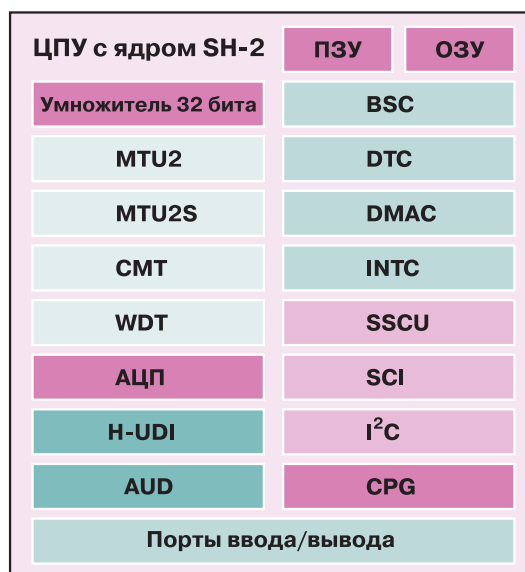 ЦПУ с ядром SH-2
ПЗУ
ОЗУ
Умножитель 32 бита
BSC
MTU2
DTC
MTU2S
DMAC
CMT
INTC
WDT
SSCU
АЦП
SCI
H-UDI
I²C
AUD
CPG
Порты ввода/вывода